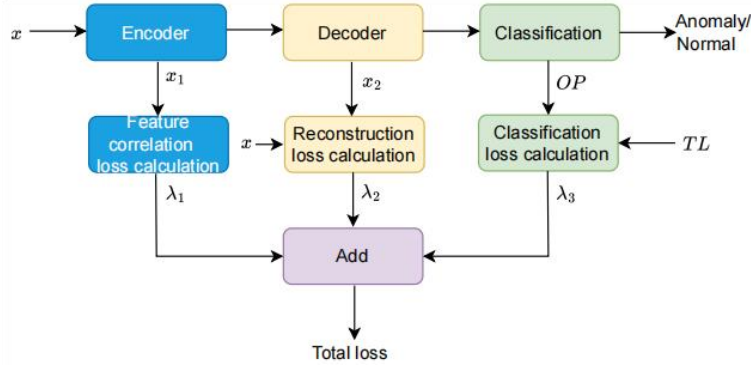 x
Encoder
Decoder
Classification
Anomaly/
Normal
x₁
x₂
OP
Feature
correlation
loss calculation
x
Reconstruction
loss calculation
Classification
loss calculation
TL
λ₁
λ₂
λ₃
Add
Total loss